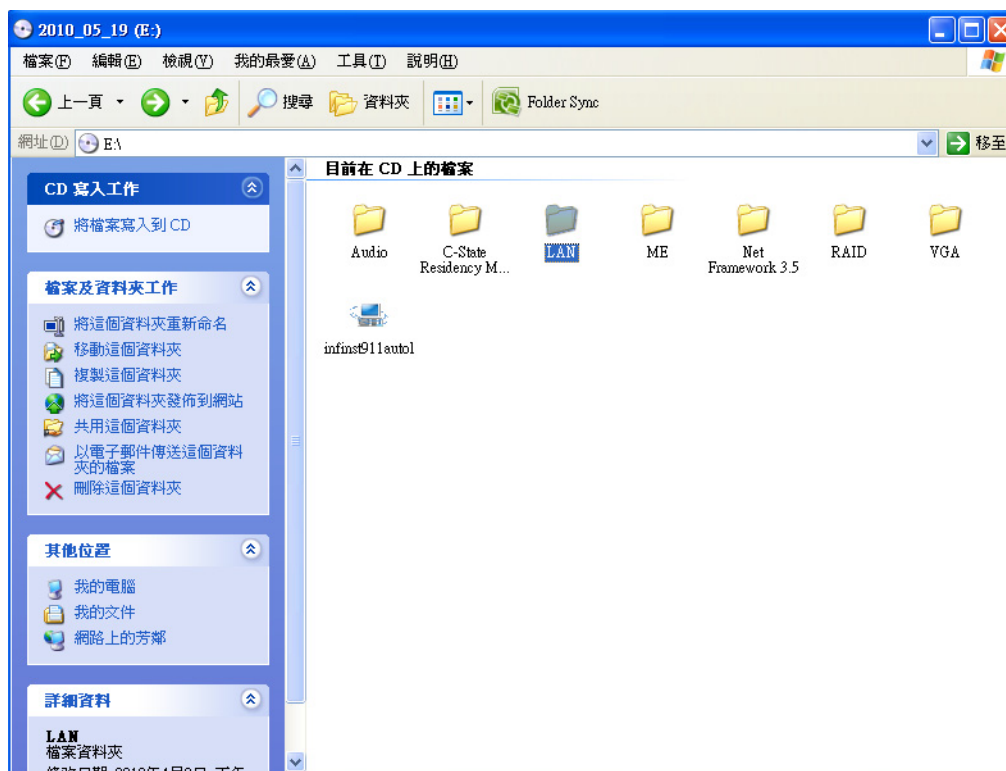 2010_05_19 (E:)
檔案(F) 編輯(E) 檢視(V) 我的最愛(A) 工具(T) 說明(H)
上一頁 搜尋 資料夾 Folder Sync
網址(D) E:\ 移至
目前在 CD 上的檔案
CD 寫入工作
將檔案寫入到 CD
檔案及資料夾工作
將這個資料夾重新命名
移動這個資料夾
複製這個資料夾
將這個資料夾發佈到網站
共用這個資料夾
以電子郵件傳送這個資料
夾的檔案
刪除這個資料夾
其他位置
我的電腦
我的文件
網路上的芳鄰
詳細資料
LAN
檔案資料夾
Audio
C-State
Residency M...
LAN
ME
Net
Framework 3.5
RAID
VGA
infinst911autol